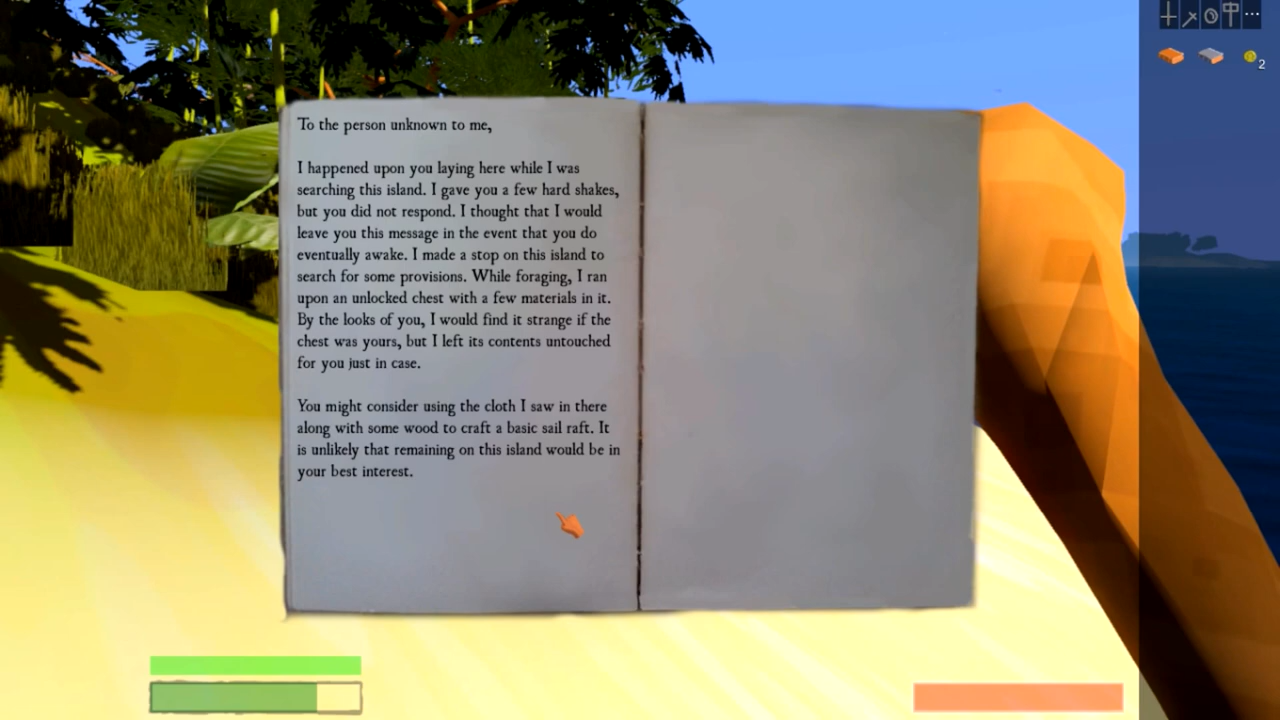 To the person unknown to me,
I happened upon you laying here while I was
searching this island. I gave you a few hard shakes,
but you did not respond. I thought that I would
leave you this message in the event that you do
eventually awake. I made a stop on this island to
search for some provisions. While foraging, I ran
upon an unlocked chest with a few materials in it.
By the looks of you, I would find it strange if the
chest was yours, but I left its contents untouched
for you just in case.
You might consider using the cloth I saw in there
along with some wood to craft a basic sail raft. It
is unlikely that remaining on this island would be in
your best interest.
2